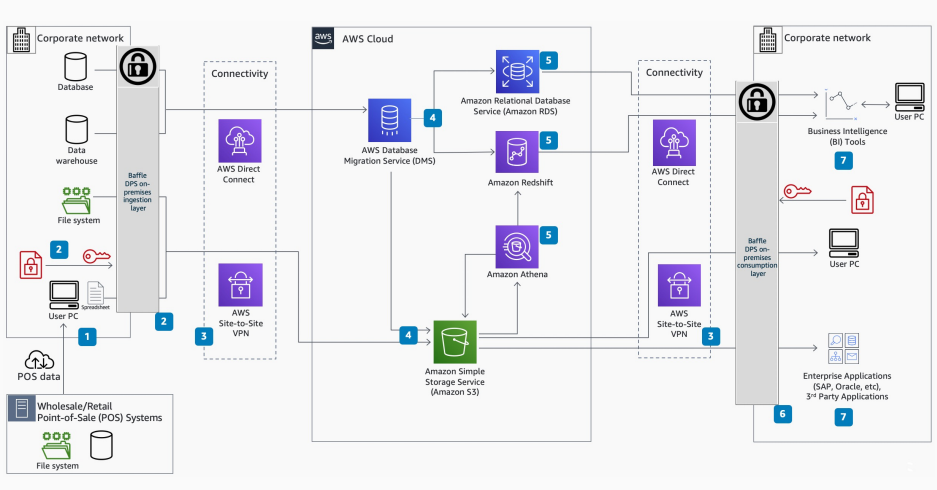 Corporate network
Database
Data
warehouse
File system
2
User PC
Spreadsheet
1
POS data
Wholesale/Retail
Point-of-Sale (POS) Systems
File system
Baffle
DPS on-
premises
ingestion
layer
2
Connectivity
AWS Direct
Connect
AWS
Site-to-Site
VPN
3
aws
AWS Cloud
AWS Database
Migration Service (DMS)
4
5
Amazon Relational Database
Service (Amazon RDS)
5
Amazon Redshift
5
Amazon Athena
4
Amazon Simple
Storage Service
(Amazon S3)
Connectivity
AWS Direct
Connect
AWS
Site-to-Site
VPN
3
Corporate network
Baffle
DPS on-
premises
consumption
layer
6
Business Intelligence
(BI) Tools
User PC
7
User PC
Enterprise Applications
(SAP, Oracle, etc),
3rd Party Applications
7